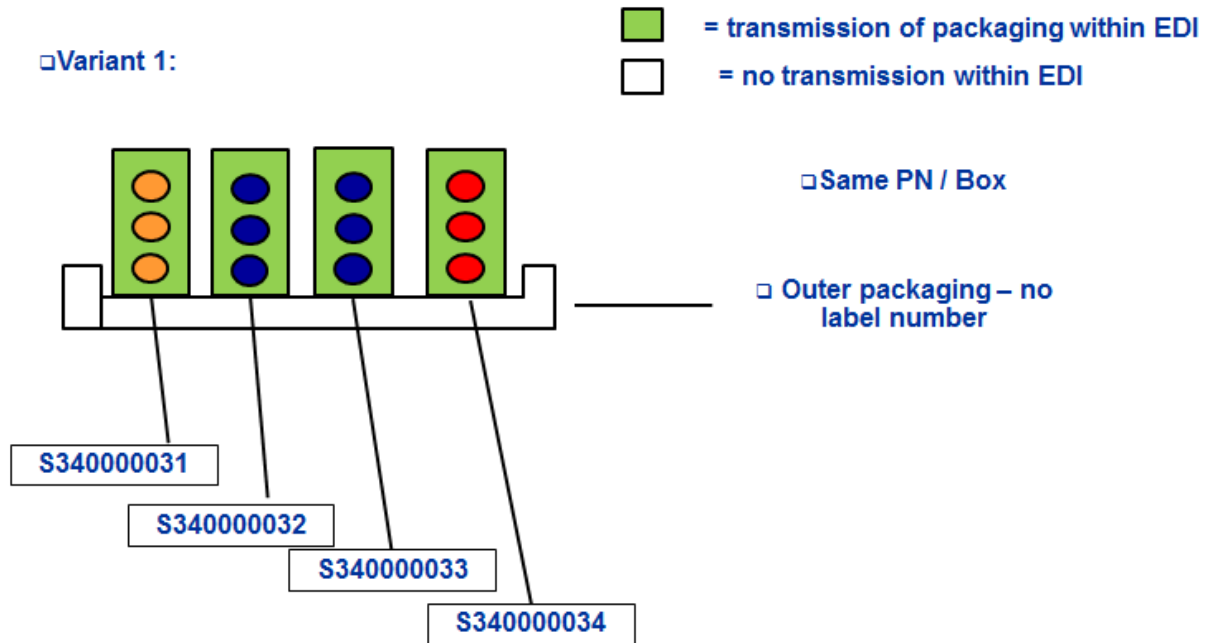 = transmission of packaging within EDI
❑Variant 1:
= no transmission within EDI
❑Same PN / Box
❑ Outer packaging – no
label number
S340000031
S340000032
S340000033
S340000034